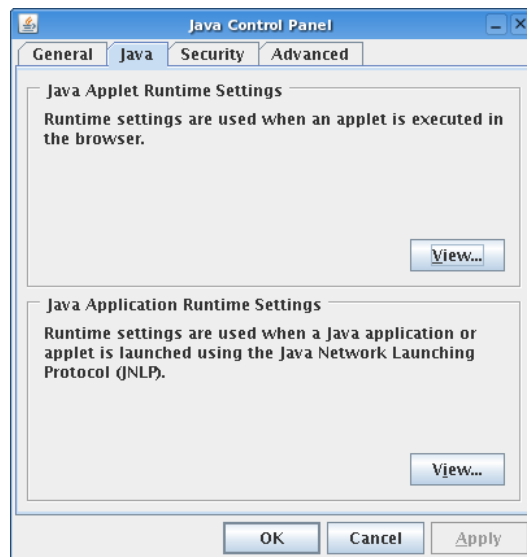 Java Control Panel
General Java Security Advanced
Java Applet Runtime Settings
Runtime settings are used when an applet is executed in
the browser.
View...
Java Application Runtime Settings
Runtime settings are used when a Java application or
applet is launched using the Java Network Launching
Protocol (JNLP).
View...
OK Cancel Apply